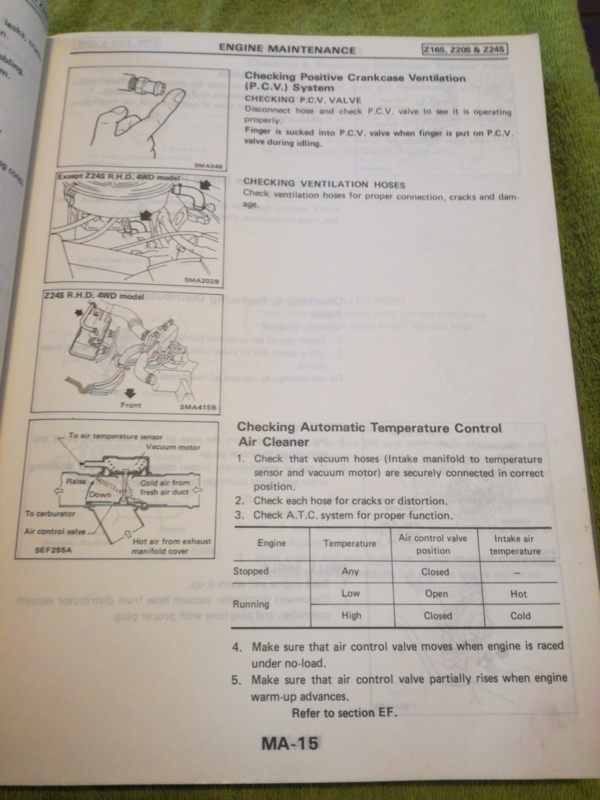 ENGINE MAINTENANCE
Z16S, Z20S & Z24S
Checking Positive Crankcase Ventilation
(P.C.V.) System
CHECKING P.C.V. VALVE
Disconnect hose and check P.C.V. valve to see it is operating
properly.
Finger is sucked into P.C.V. valve when finger is put on P.C.V.
valve during idling.
SMA046
Except Z24S R.H.D. 4WD model
SMA202B
CHECKING VENTILATION HOSES
Check ventilation hoses for proper connection, cracks and dam-
age.
Z24S R.H.D. 4WD model
Front
SMA415B
To air temperature sensor
Vacuum motor
Raise
Down
Cold air from
fresh air duct
To carburetor
Air control valve
Hot air from exhaust
manifold cover
SEF255A
Checking Automatic Temperature Control
Air Cleaner
1. Check that vacuum hoses (Intake manifold to temperature
sensor and vacuum motor) are securely connected in correct
position.
2. Check each hose for cracks or distortion.
3. Check A.T.C. system for proper function.
Engine Temperature Air control valve position Intake air temperature
Stopped Any Closed –
Running Low Open Hot
High Closed Cold
4. Make sure that air control valve moves when engine is raced
under no-load.
5. Make sure that air control valve partially rises when engine
warm-up advances.
Refer to section EF.
MA-15